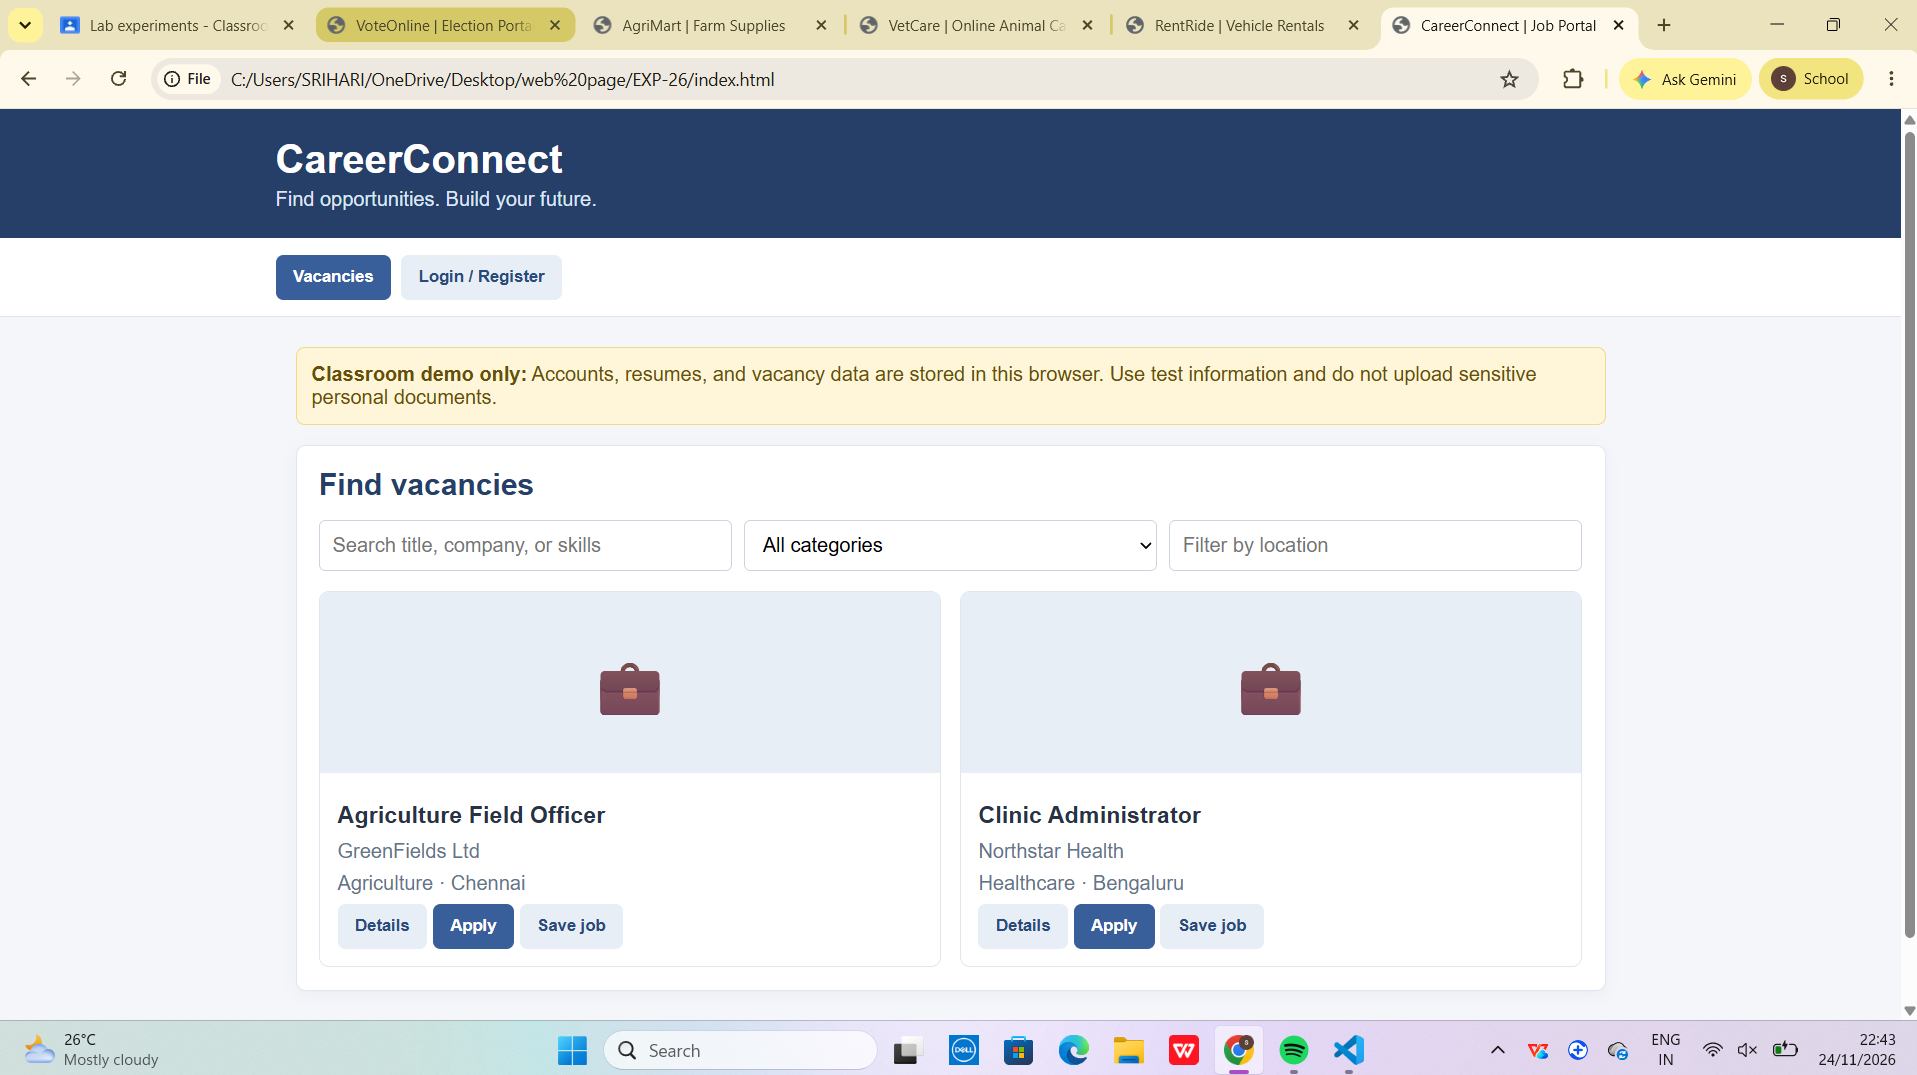 Lab experiments - Classroo
VoteOnline | Election Porta
AgriMart | Farm Supplies
VetCare | Online Animal Ca
RentRide | Vehicle Rentals
CareerConnect | Job Portal
File
C:/Users/SRIHARI/OneDrive/Desktop/web%20page/EXP-26/index.html
Ask Gemini
S
School
CareerConnect
Find opportunities. Build your future.
Vacancies
Login / Register
Classroom demo only: Accounts, resumes, and vacancy data are stored in this browser. Use test information and do not upload sensitive
personal documents.
Find vacancies
Search title, company, or skills
All categories
Filter by location
Agriculture Field Officer
GreenFields Ltd
Agriculture · Chennai
Details
Apply
Save job
Clinic Administrator
Northstar Health
Healthcare · Bengaluru
Details
Apply
Save job
26°C
Mostly cloudy
Search
DELL
W
S
ENG
IN
22:43
24/11/2026